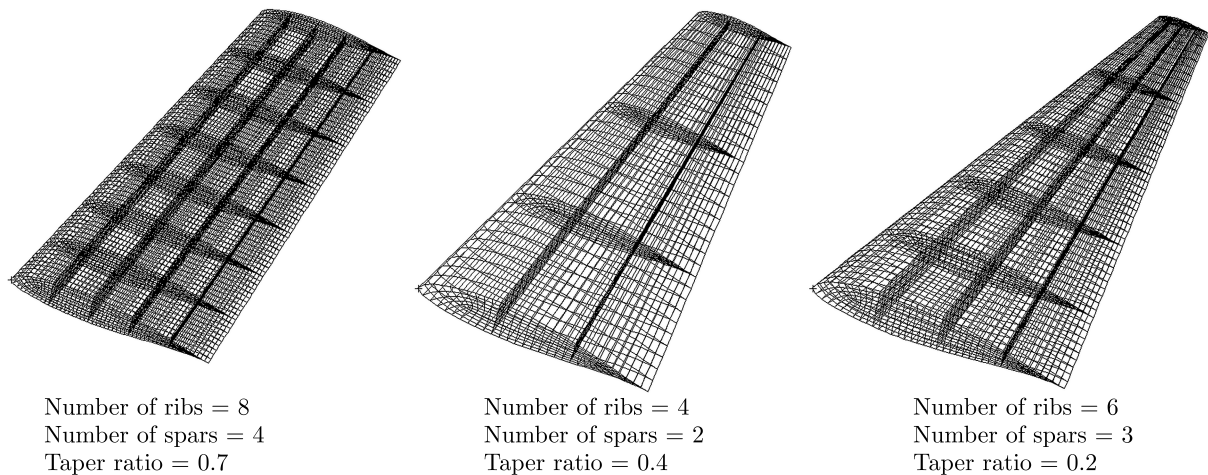 Number of ribs = 8
Number of spars = 4
Taper ratio = 0.7
Number of ribs = 4
Number of spars = 2
Taper ratio = 0.4
Number of ribs = 6
Number of spars = 3
Taper ratio = 0.2